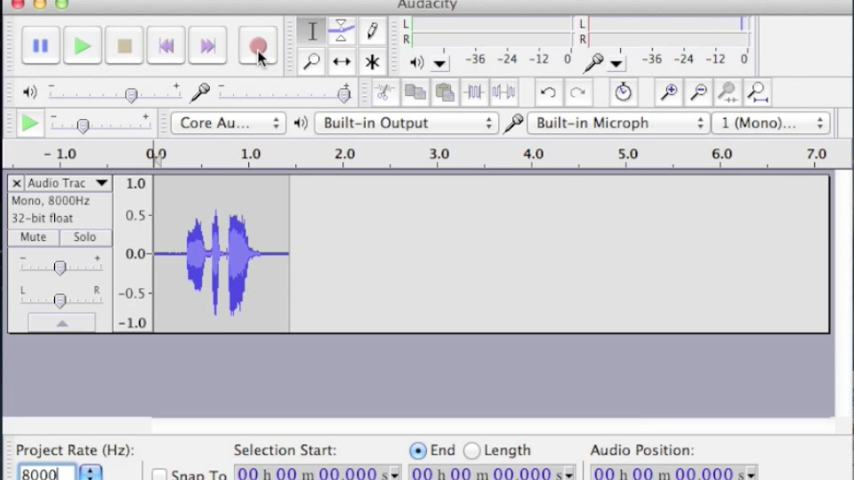 Audacity
L
R
-36 -24 -12 0
L
R
-36 -24 -12 0
- + - +
- +
Core Au... Built-in Output Built-in Microph 1 (Mono)...
- 1.0 0.0 1.0 2.0 3.0 4.0 5.0 6.0 7.0
Audio Trac
Mono, 8000Hz
32-bit float
Mute Solo
- +
L R
1.0
0.5
0.0
-0.5
-1.0
Project Rate (Hz): Selection Start: End Length Audio Position:
8000 Snap To 00 h 00 m 00.000 s 00 h 00 m 00.000 s 00 h 00 m 00.000 s